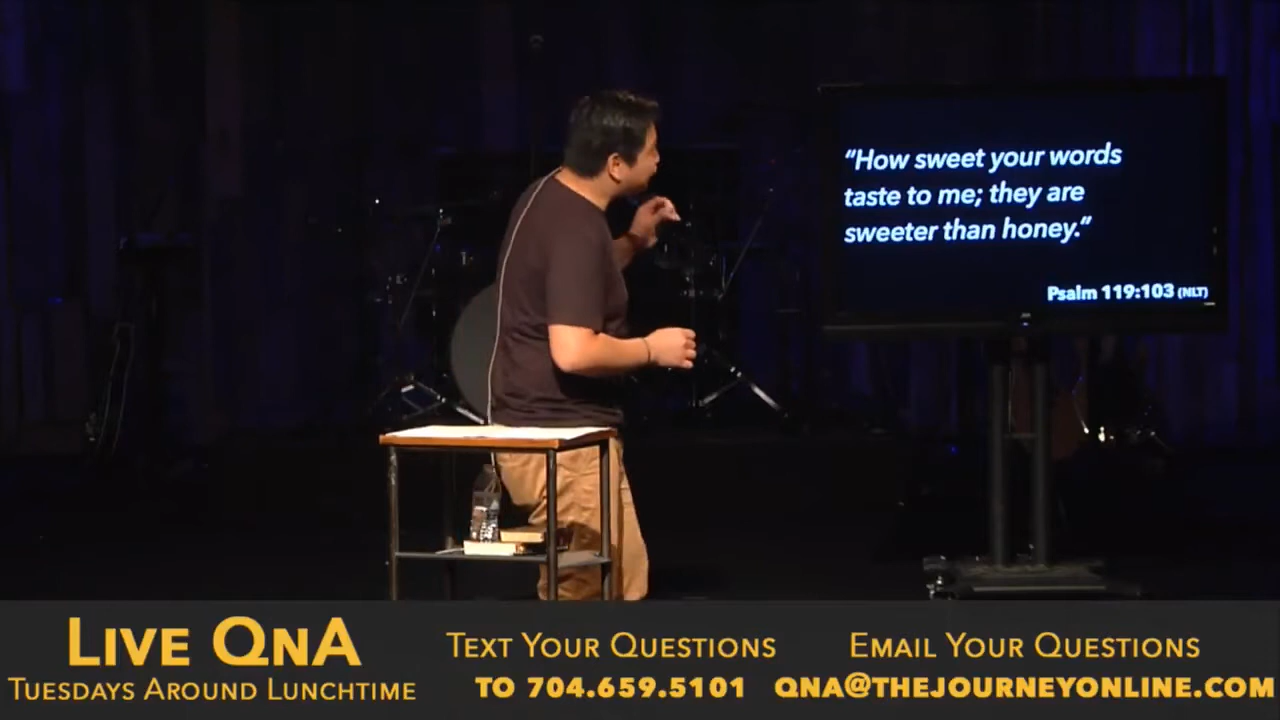 “How sweet your words
taste to me; they are
sweeter than honey.”
Psalm 119:103 (NLT)
LIVE QNA
TUESDAYS AROUND LUNCHTIME
TEXT YOUR QUESTIONS
TO 704.659.5101
EMAIL YOUR QUESTIONS
QNA@THEJOURNEYONLINE.COM